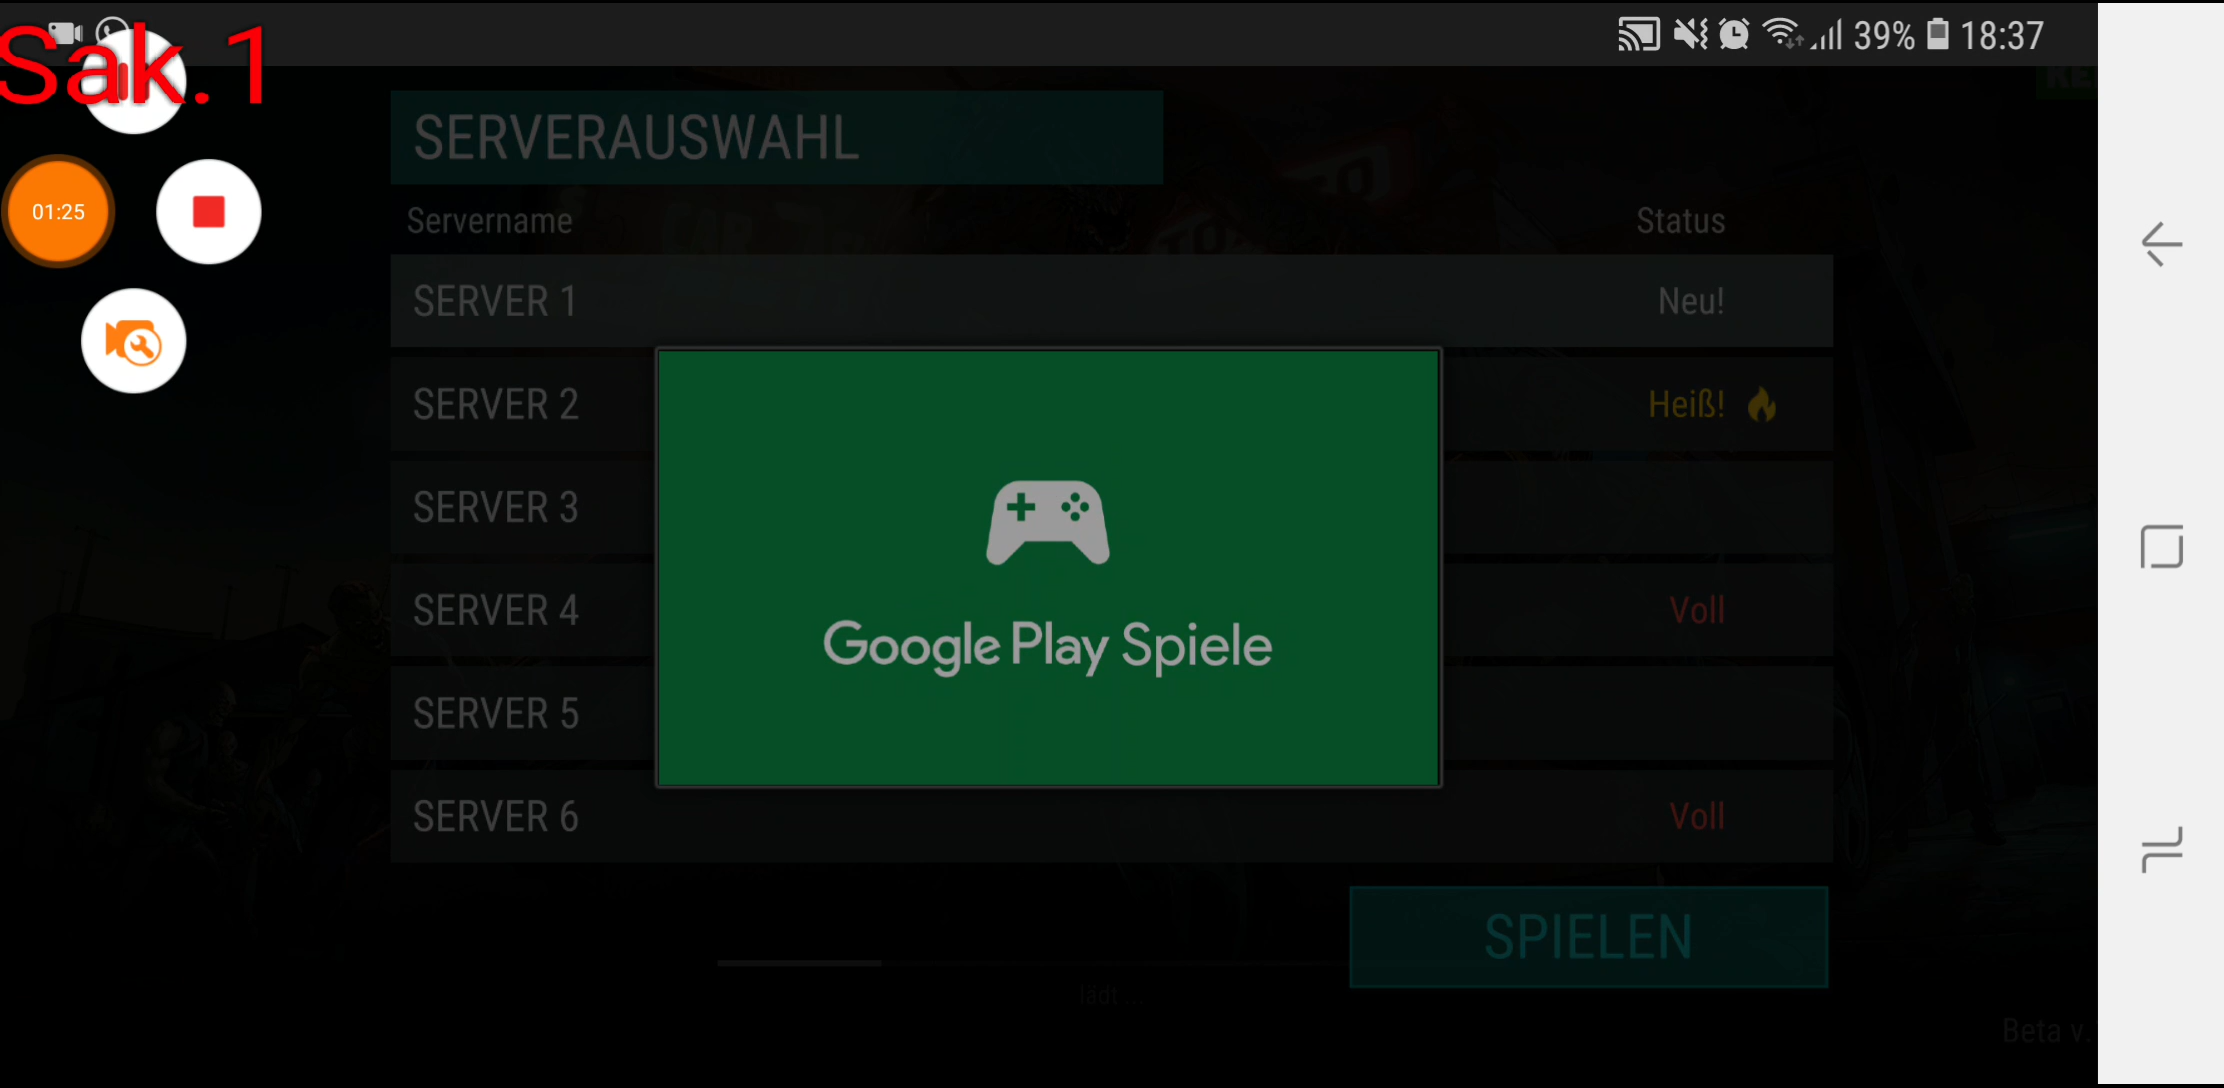 Sak.1
39% 18:37
01:25
SERVERAUSWAHL
Servername Status
SERVER 1 Neu!
SERVER 2 Heiß!
SERVER 3
SERVER 4 Voll
SERVER 5
SERVER 6 Voll
Google Play Spiele
SPIELEN
lädt ...
Beta v.